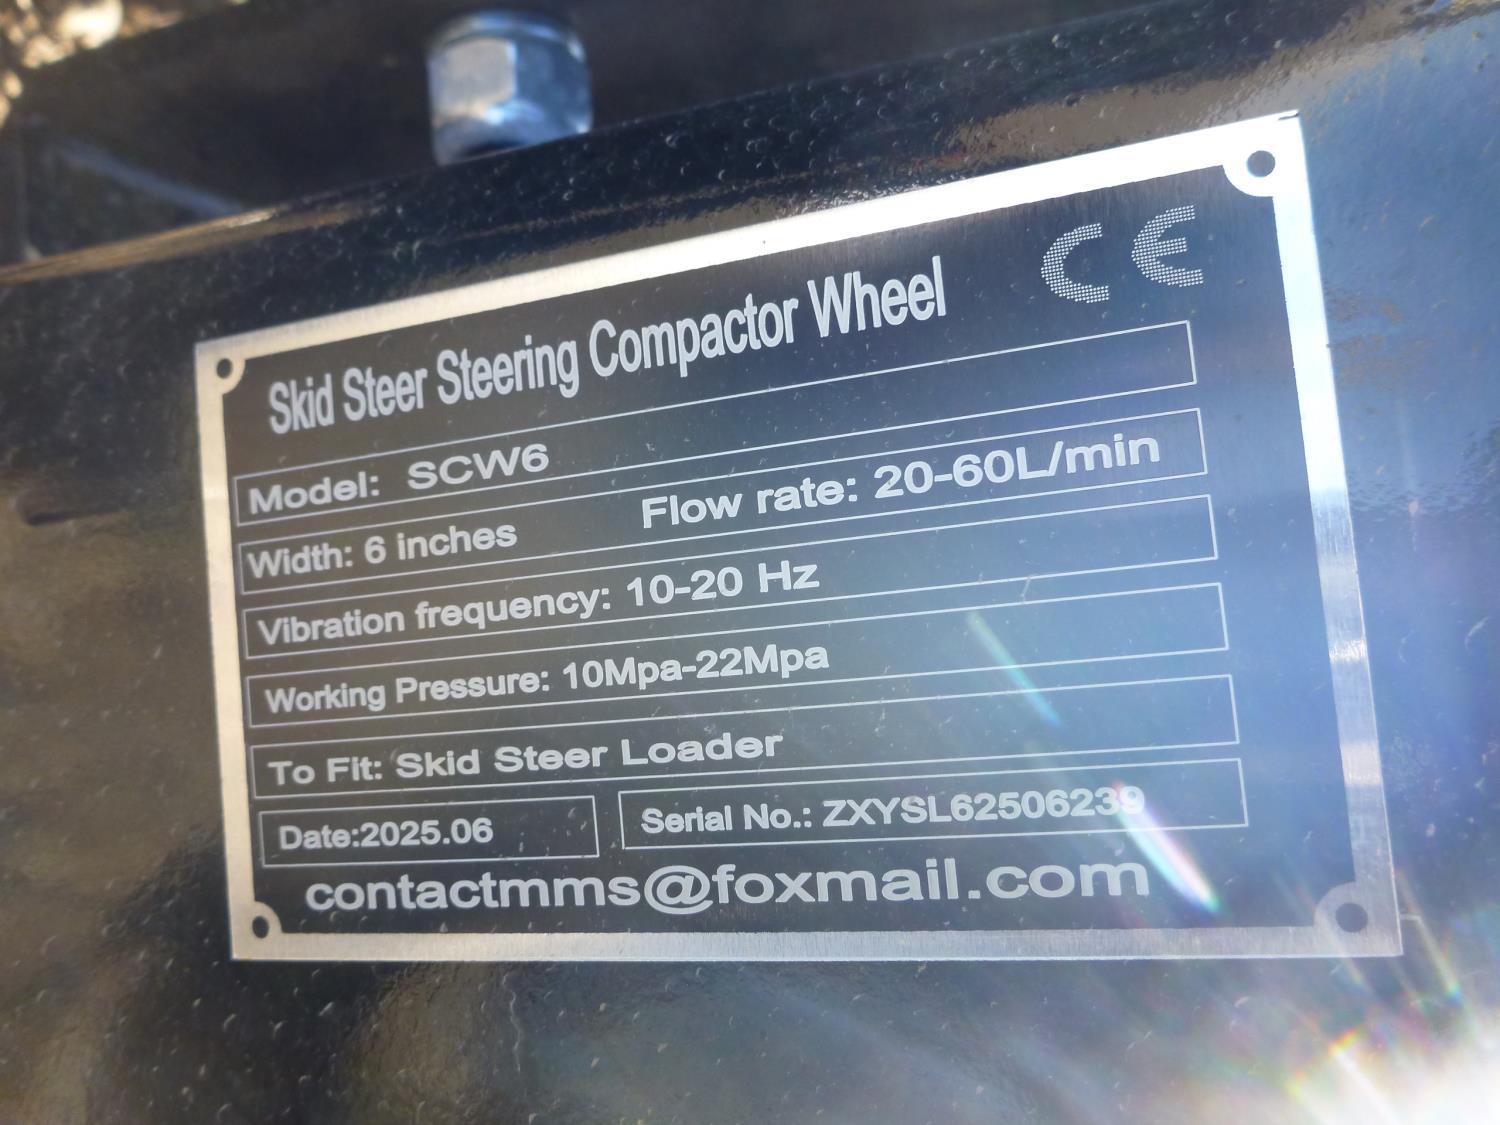 CE
Skid Steer Steering Compactor Wheel
Model: SCW6
Width: 6 inches Flow rate: 20-60L/min
Vibration frequency: 10-20 Hz
Working Pressure: 10Mpa-22Mpa
To Fit: Skid Steer Loader
Date:2025.06 Serial No.: ZXYSL62506239
contactmms@foxmail.com